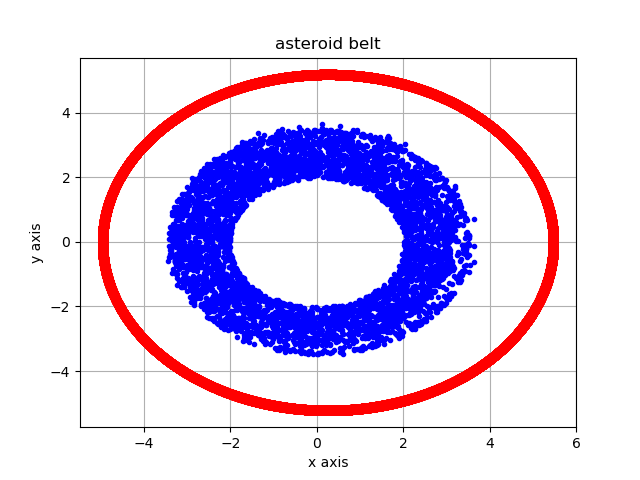 asteroid belt
y axis
4
2
0
−2
−4
−4 −2 0 2 4 6
x axis